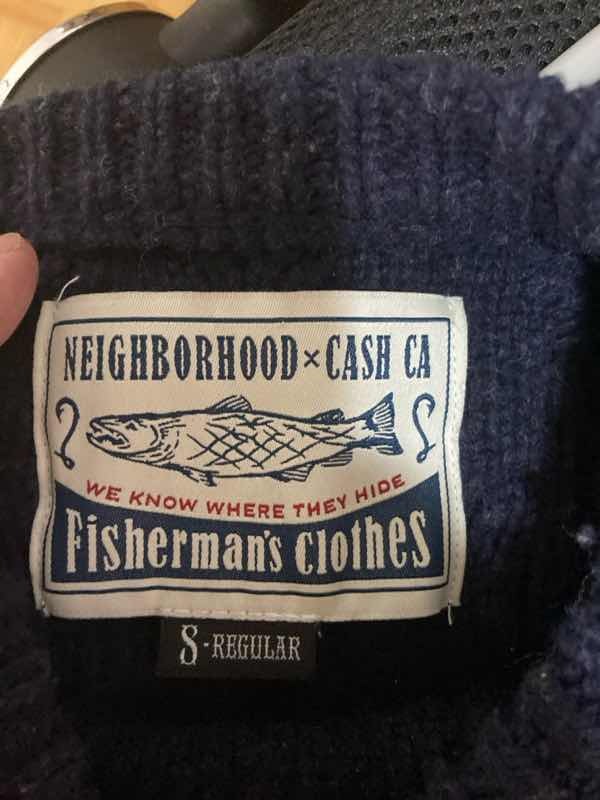 NEIGHBORHOOD × CASH CA
WE KNOW WHERE THEY HIDE
Fisherman's Clothes
S-REGULAR